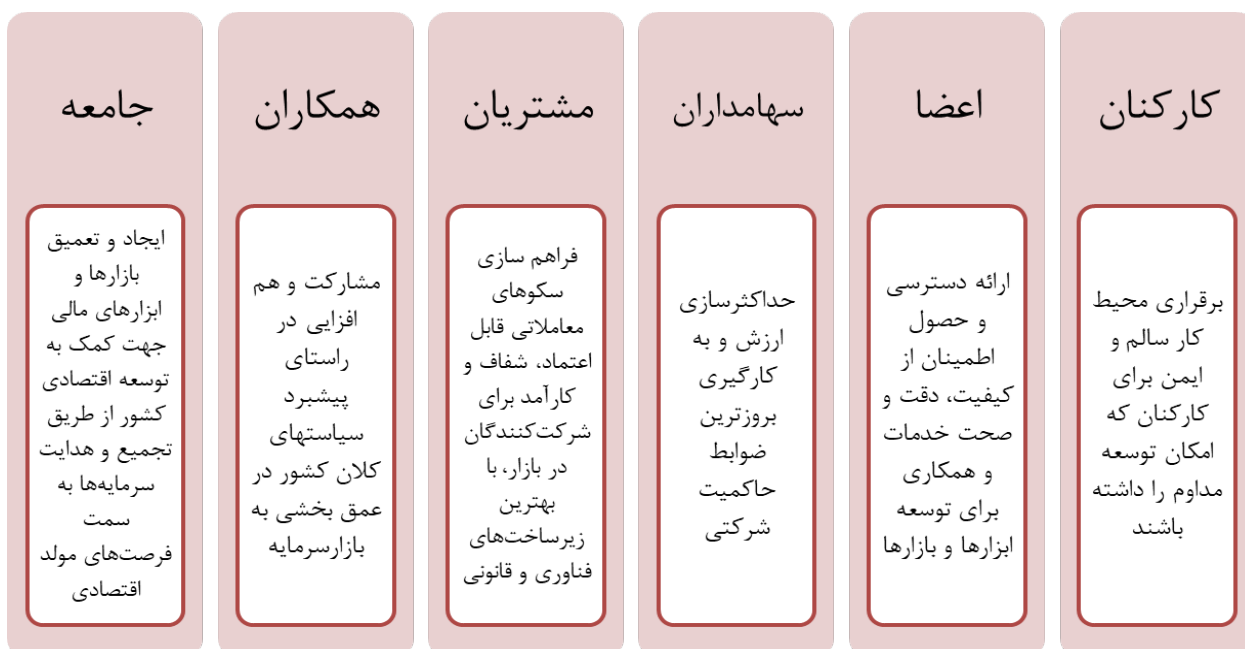 کارکنان
برقراری محیط
کار سالم و
ایمن برای
کارکنان که
امکان توسعه
مداوم را داشته
باشند
اعضا
ارائه دسترسی
و حصول
اطمینان از
کیفیت، دقت و
صحت خدمات
و همکاری
برای توسعه
ابزارها و بازارها
سهامداران
حداکثرسازی
ارزش و به
کارگیری
بروزترین
ضوابط
حاکمیت
شرکتی
مشتریان
فراهم سازی
سکوهای
معاملاتی قابل
اعتماد، شفاف و
کارآمد برای
شرکت‌کنندگان
در بازار، با
بهترین
زیرساخت‌های
فناوری و قانونی
همکاران
مشارکت و هم
افزایی در
راستای
پیشبرد
سیاستهای
کلان کشور در
عمق بخشی به
بازارسرمایه
جامعه
ایجاد و تعمیق
بازارها و
ابزارهای مالی
جهت کمک به
توسعه اقتصادی
کشور از طریق
تجمیع و هدایت
سرمایه‌ها به
سمت
فرصت‌های مولد
اقتصادی